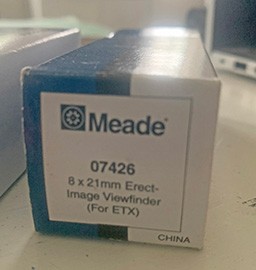 Meade®
07426
8 x 21mm Erect-
Image Viewfinder
(For ETX)
CHINA